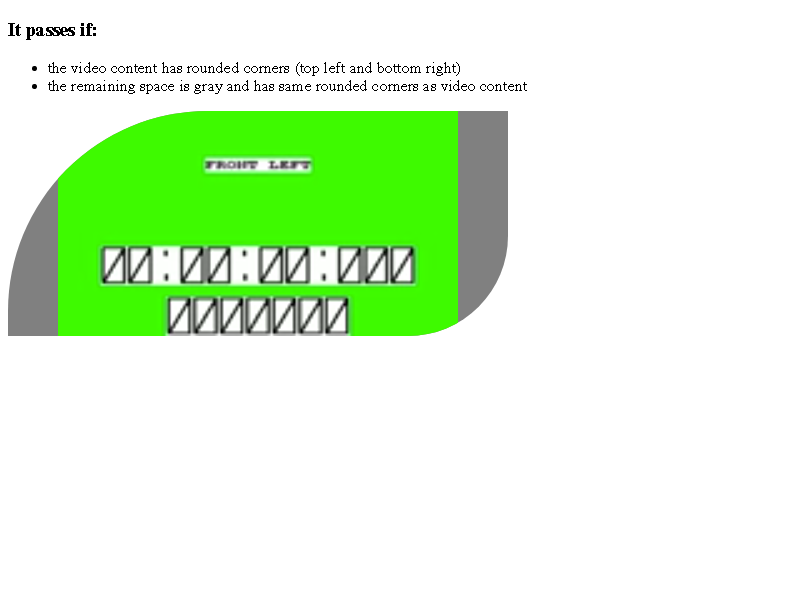 It passes if:
• the video content has rounded corners (top left and bottom right)
• the remaining space is gray and has same rounded corners as video content
FRONT LEFT
00:00:00:000
0000000